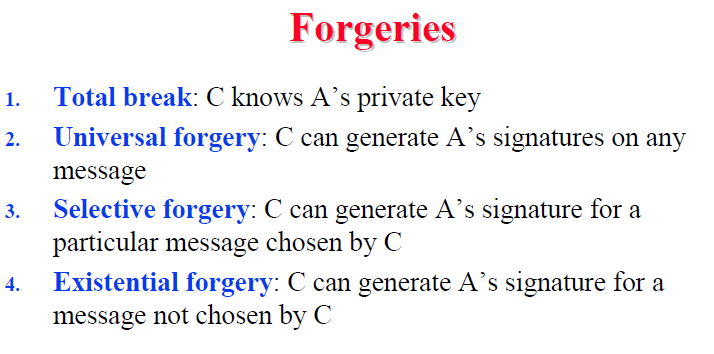 Forgeries
1. Total break: C knows A’s private key
2. Universal forgery: C can generate A’s signatures on any
message
3. Selective forgery: C can generate A’s signature for a
particular message chosen by C
4. Existential forgery: C can generate A’s signature for a
message not chosen by C